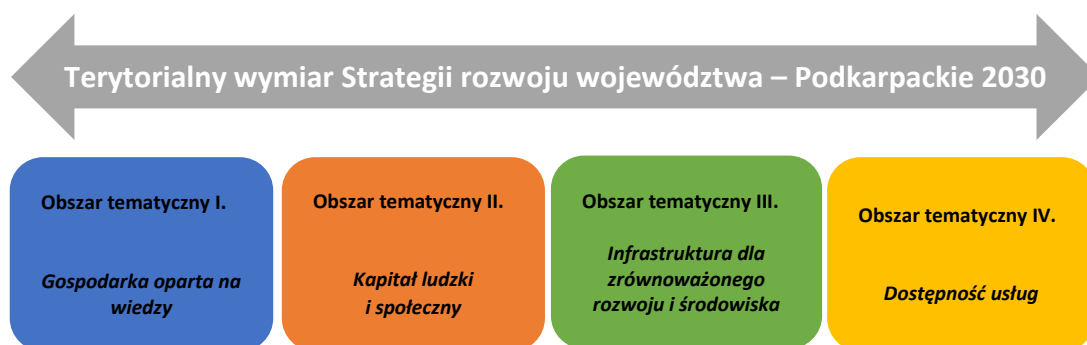 Terytorialny wymiar Strategii rozwoju województwa – Podkarpackie 2030
Obszar tematyczny I.
Gospodarka oparta na
wiedzy
Obszar tematyczny II.
Kapitał ludzki
i społeczny
Obszar tematyczny III.
Infrastruktura dla
zrównoważonego
rozwoju i środowiska
Obszar tematyczny IV.
Dostępność usług